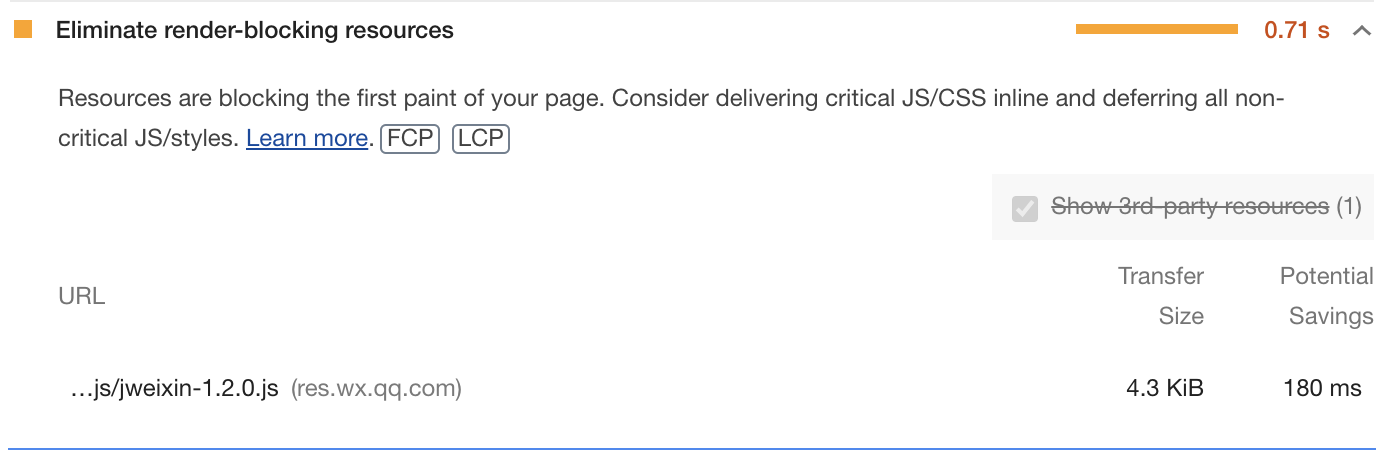 Eliminate render-blocking resources 0.71 s
Resources are blocking the first paint of your page. Consider delivering critical JS/CSS inline and deferring all non-
critical JS/styles. Learn more. FCP LCP
Show 3rd-party resources (1)
URL
Transfer Size
Potential Savings
…js/jweixin-1.2.0.js (res.wx.qq.com) 4.3 KiB 180 ms